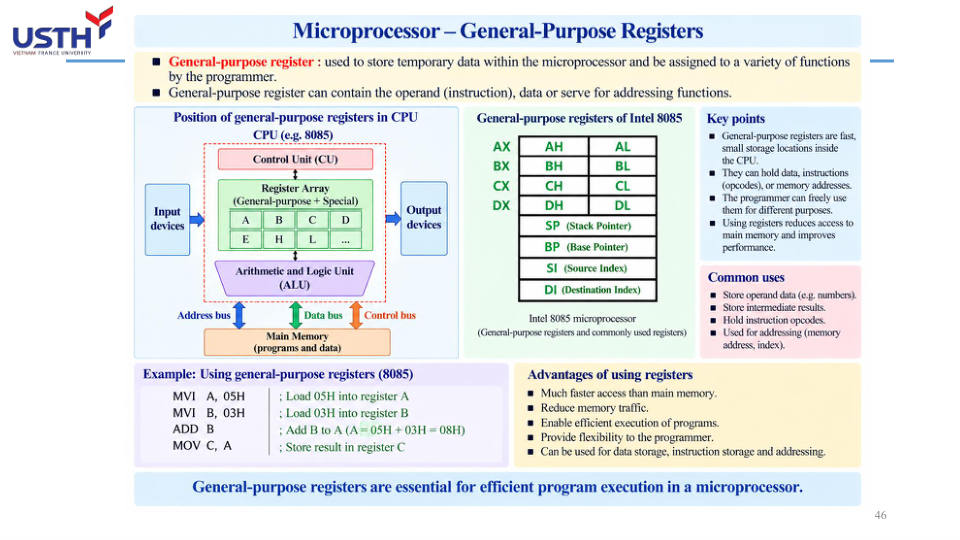 USTH
VIETNAM FRANCE UNIVERSITY
Microprocessor – General-Purpose Registers
■ General-purpose register : used to store temporary data within the microprocessor and be assigned to a variety of functions
by the programmer.
■ General-purpose register can contain the operand (instruction), data or serve for addressing functions.
Position of general-purpose registers in CPU
CPU (e.g. 8085)
Control Unit (CU)
Register Array
(General-purpose + Special)
A B C D
E H L ...
Arithmetic and Logic Unit
(ALU)
Input
devices
Output
devices
Address bus Data bus Control bus
Main Memory
(programs and data)
General-purpose registers of Intel 8085
AX AH AL
BX BH BL
CX CH CL
DX DH DL
SP (Stack Pointer)
BP (Base Pointer)
SI (Source Index)
DI (Destination Index)
Intel 8085 microprocessor
(General-purpose registers and commonly used registers)
Key points
■ General-purpose registers are fast,
small storage locations inside
the CPU.
■ They can hold data, instructions
(opcodes), or memory addresses.
■ The programmer can freely use
them for different purposes.
■ Using registers reduces access to
main memory and improves
performance.
Common uses
■ Store operand data (e.g. numbers).
■ Store intermediate results.
■ Hold instruction opcodes.
■ Used for addressing (memory
address, index).
Example: Using general-purpose registers (8085)
MVI A, 05H ; Load 05H into register A
MVI B, 03H ; Load 03H into register B
ADD B ; Add B to A (A = 05H + 03H = 08H)
MOV C, A ; Store result in register C
Advantages of using registers
■ Much faster access than main memory.
■ Reduce memory traffic.
■ Enable efficient execution of programs.
■ Provide flexibility to the programmer.
■ Can be used for data storage, instruction storage and addressing.
General-purpose registers are essential for efficient program execution in a microprocessor.
46